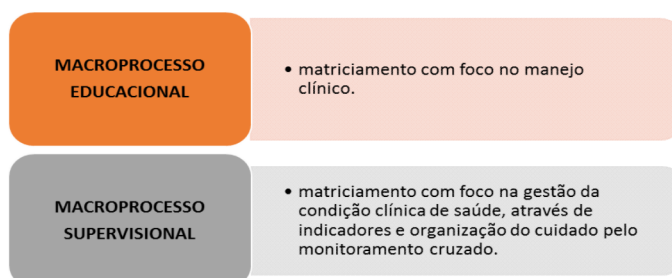 MACROPROCESSO
EDUCACIONAL
• matriciamento com foco no manejo
clínico.
MACROPROCESSO
SUPERVISIONAL
• matriciamento com foco na gestão da
condição clínica de saúde, através de
indicadores e organização do cuidado pelo
monitoramento cruzado.